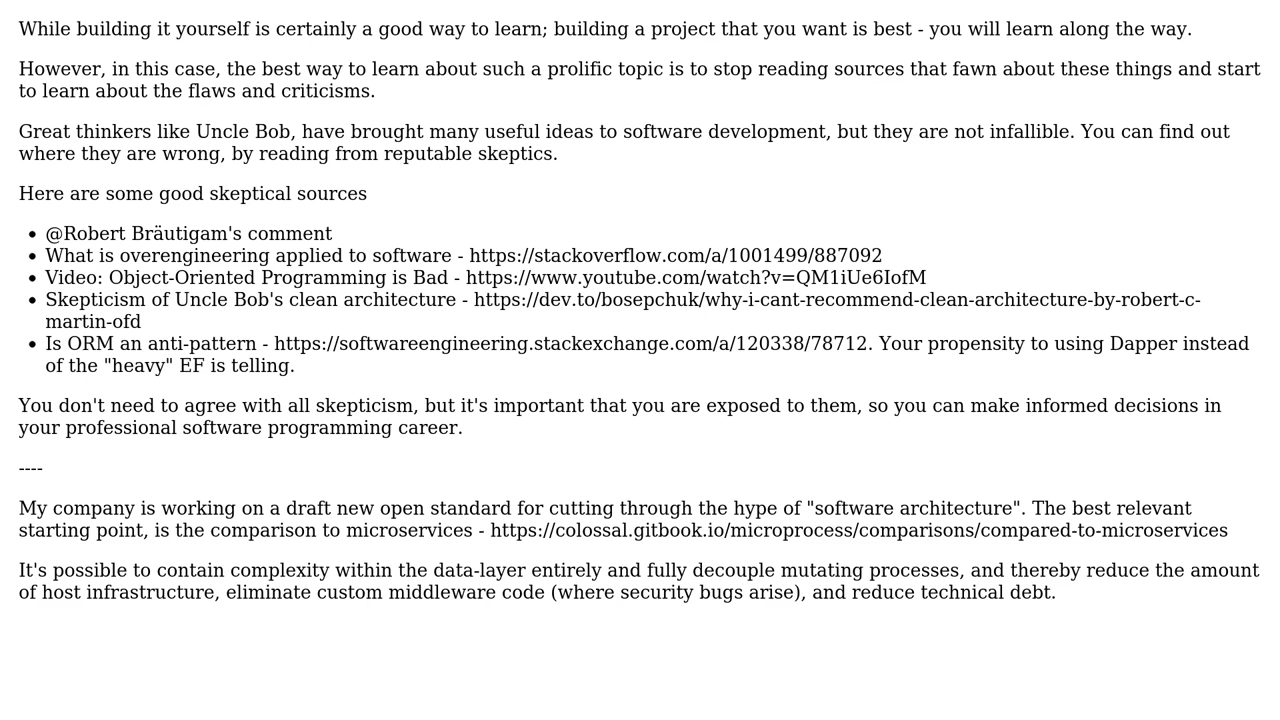 While building it yourself is certainly a good way to learn; building a project that you want is best - you will learn along the way.
However, in this case, the best way to learn about such a prolific topic is to stop reading sources that fawn about these things and start
to learn about the flaws and criticisms.
Great thinkers like Uncle Bob, have brought many useful ideas to software development, but they are not infallible. You can find out
where they are wrong, by reading from reputable skeptics.
Here are some good skeptical sources
• @Robert Bräutigam's comment
• What is overengineering applied to software - https://stackoverflow.com/a/1001499/887092
• Video: Object-Oriented Programming is Bad - https://www.youtube.com/watch?v=QM1iUe6IofM
• Skepticism of Uncle Bob's clean architecture - https://dev.to/bosepchuk/why-i-cant-recommend-clean-architecture-by-robert-c-
martin-ofd
• Is ORM an anti-pattern - https://softwareengineering.stackexchange.com/a/120338/78712. Your propensity to using Dapper instead
of the "heavy" EF is telling.
You don't need to agree with all skepticism, but it's important that you are exposed to them, so you can make informed decisions in
your professional software programming career.
----
My company is working on a draft new open standard for cutting through the hype of "software architecture". The best relevant
starting point, is the comparison to microservices - https://colossal.gitbook.io/microprocess/comparisons/compared-to-microservices
It's possible to contain complexity within the data-layer entirely and fully decouple mutating processes, and thereby reduce the amount
of host infrastructure, eliminate custom middleware code (where security bugs arise), and reduce technical debt.